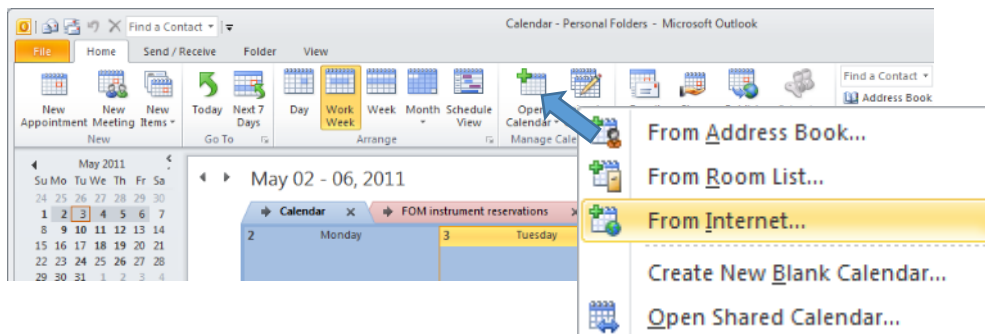 Find a Contact
Calendar - Personal Folders - Microsoft Outlook
File Home Send / Receive Folder View
New Appointment
New Meeting
New Items
New
Today
Next 7 Days
Go To
Day
Work Week
Week
Month
Schedule View
Arrange
Open Calendar
Manage Cale
Find a Contact
Address Book
From Address Book...
From Room List...
From Internet...
Create New Blank Calendar...
Open Shared Calendar...
May 2011
Su Mo Tu We Th Fr Sa
24 25 26 27 28 29 30
1 2 3 4 5 6 7
8 9 10 11 12 13 14
15 16 17 18 19 20 21
22 23 24 25 26 27 28
29 30 31 1 2 3 4
May 02 - 06, 2011
Calendar
FOM instrument reservations
2 Monday
3 Tuesday